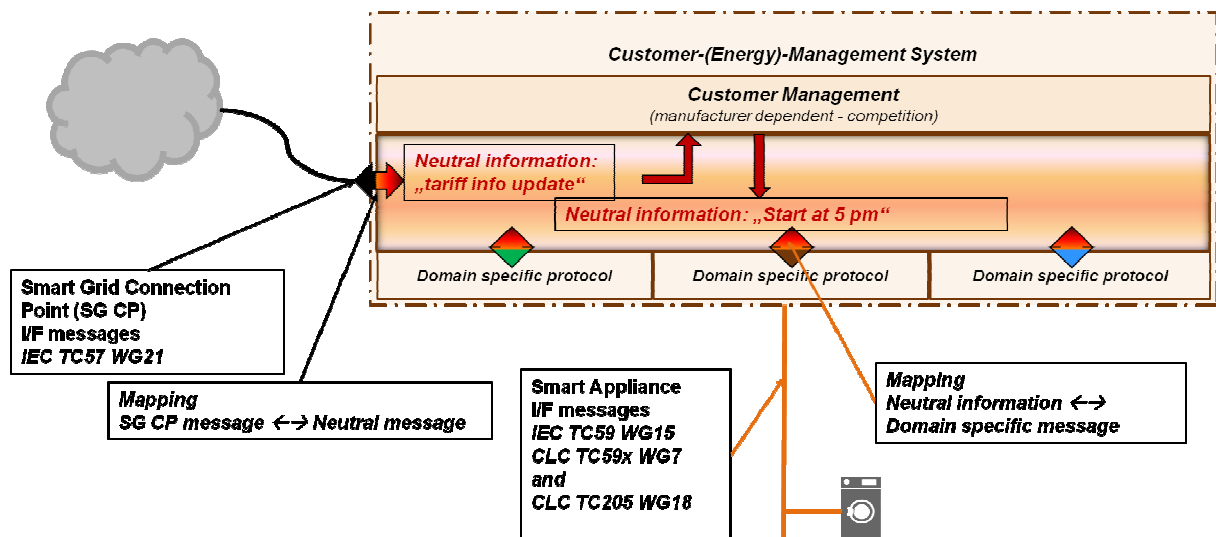 Customer-(Energy)-Management System
Customer Management
(manufacturer dependent - competition)
Neutral information:
„tariff info update“
Neutral information: „Start at 5 pm“
Domain specific protocol
Domain specific protocol
Domain specific protocol
Smart Grid Connection
Point (SG CP)
I/F messages
IEC TC57 WG21
Mapping
SG CP message <-> Neutral message
Smart Appliance
I/F messages
IEC TC59 WG15
CLC TC59x WG7
and
CLC TC205 WG18
Mapping
Neutral information <->
Domain specific message